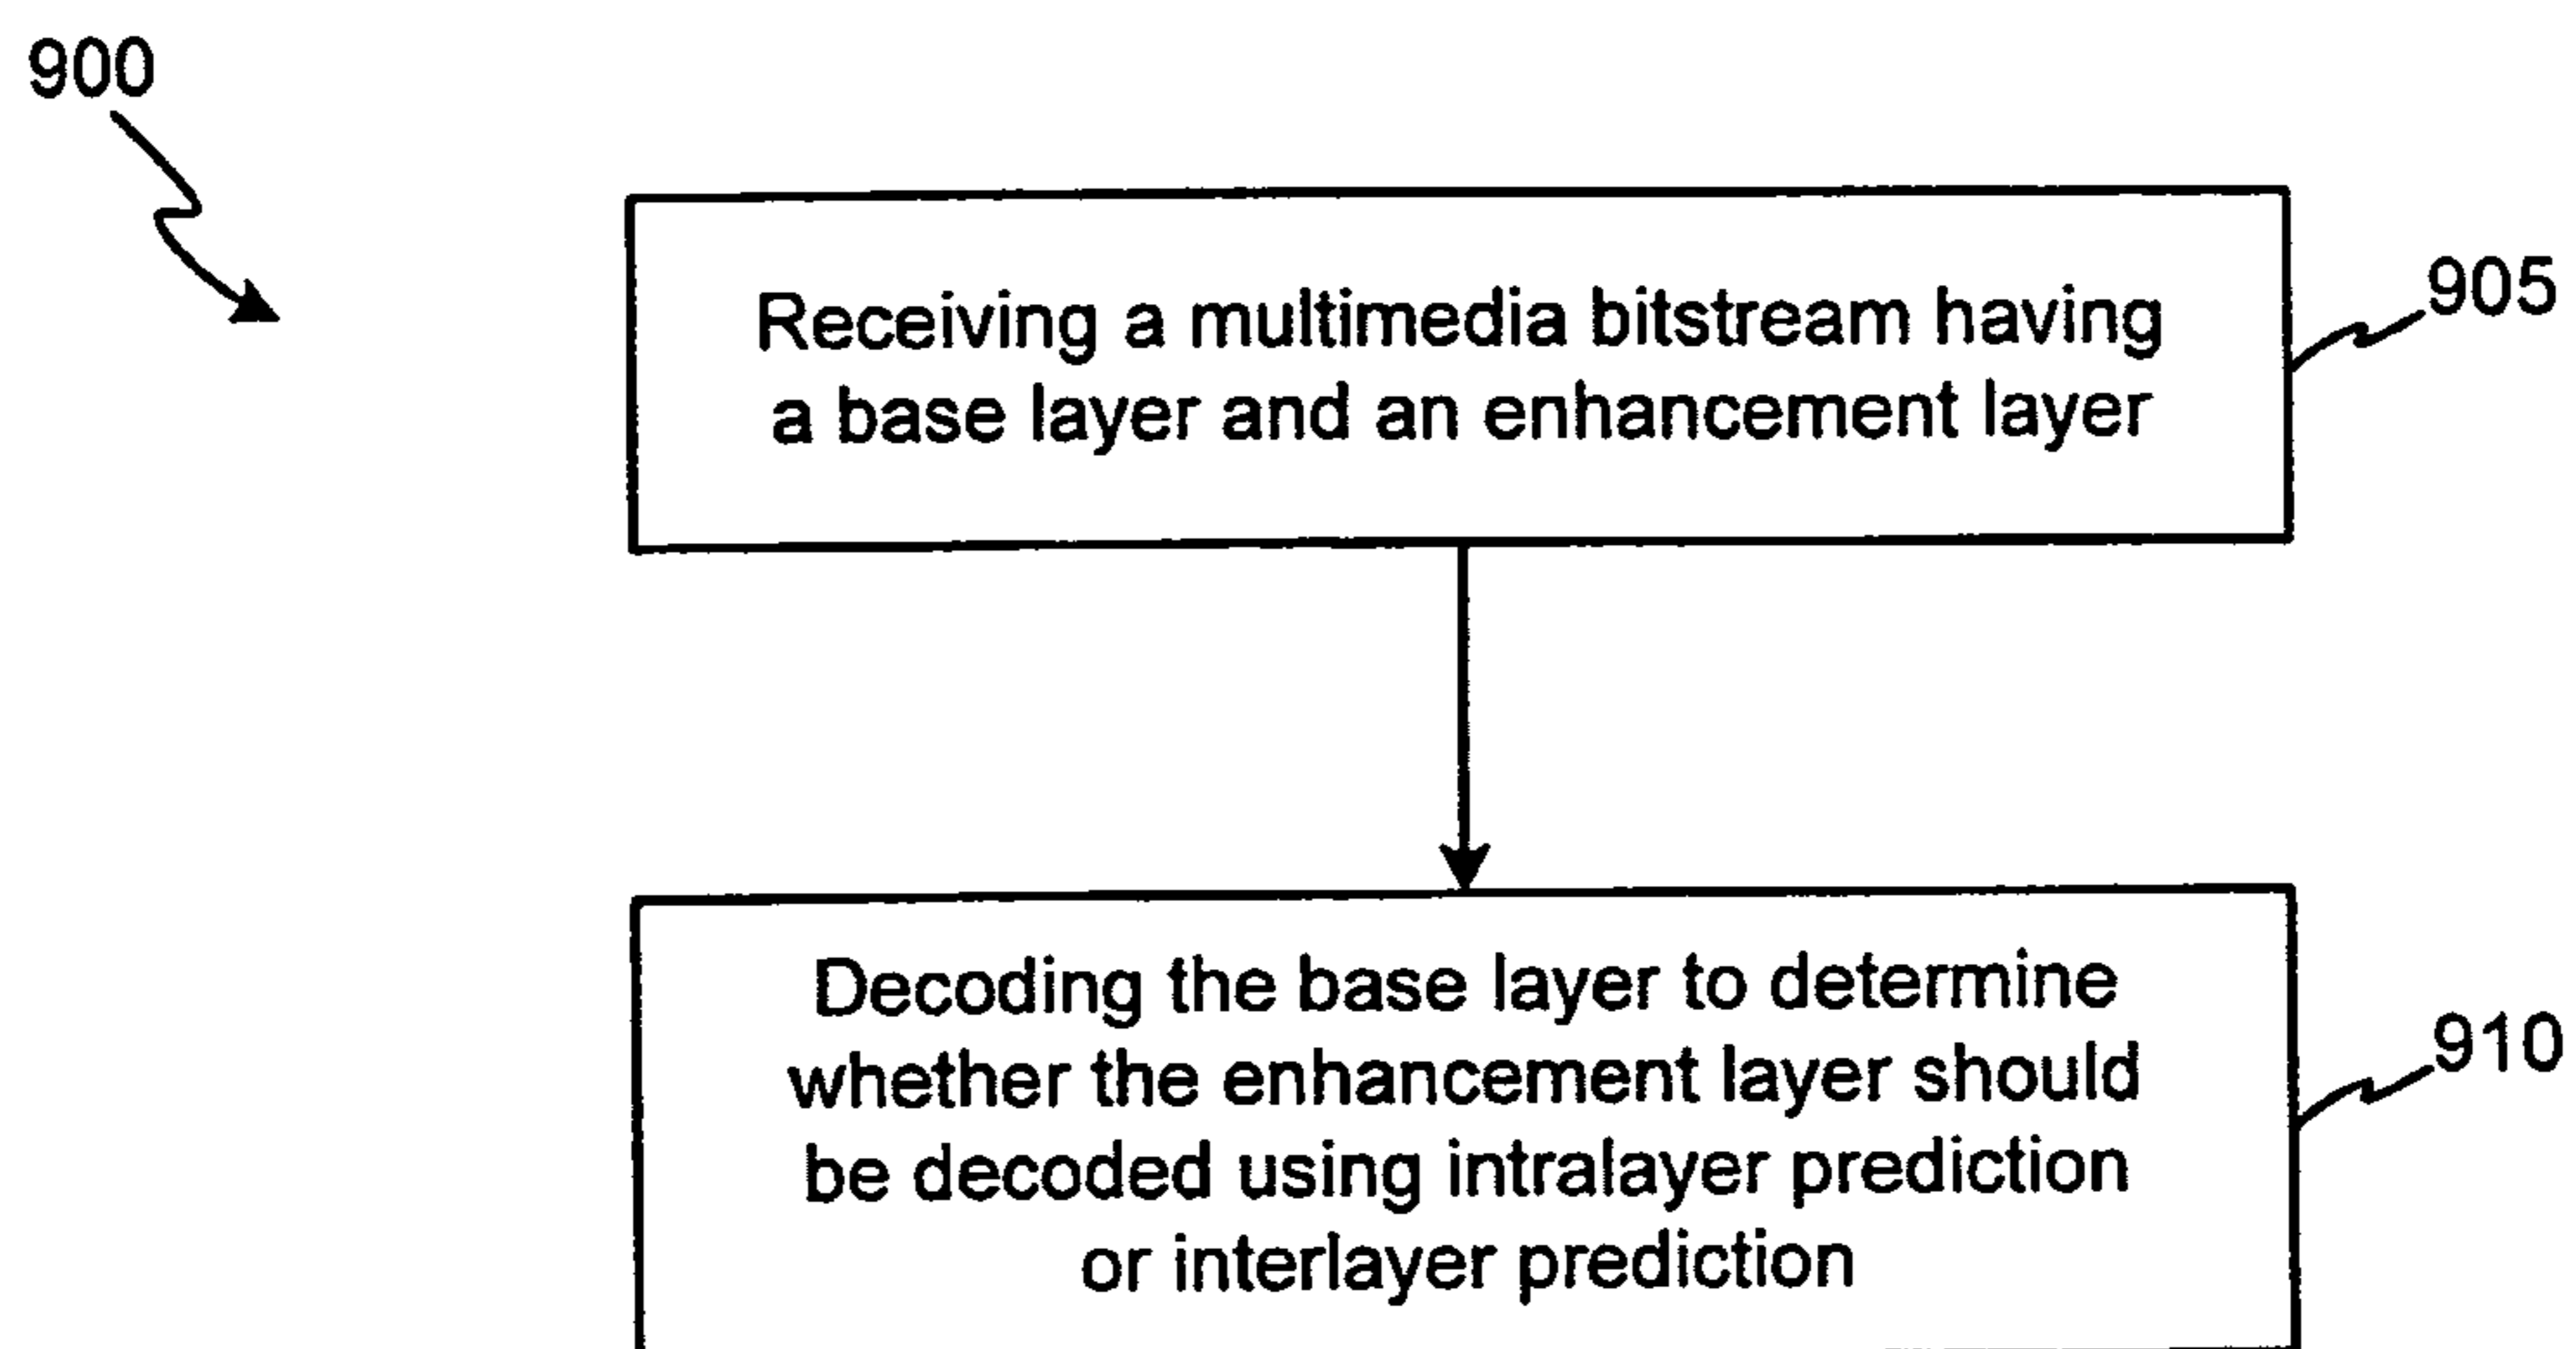 900
Receiving a multimedia bitstream having
a base layer and an enhancement layer
905
Decoding the base layer to determine
whether the enhancement layer should
be decoded using intralayer prediction
or interlayer prediction
910